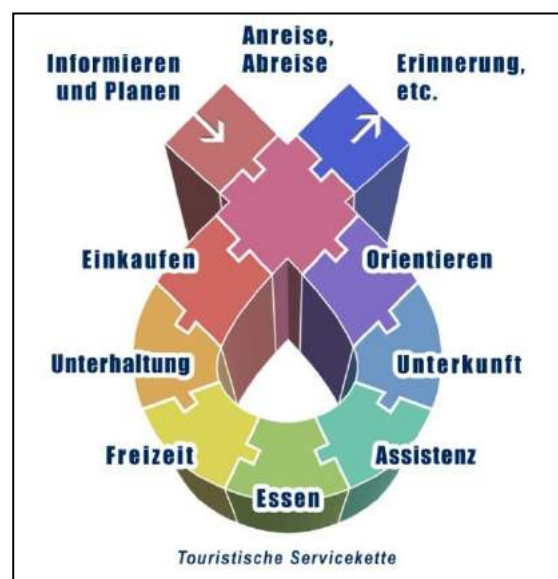 Anreise,
Abreise
Informieren
und Planen
Erinnerung,
etc.
Einkaufen
Orientieren
Unterhaltung
Unterkunft
Freizeit
Assistenz
Essen
Touristische Servicekette